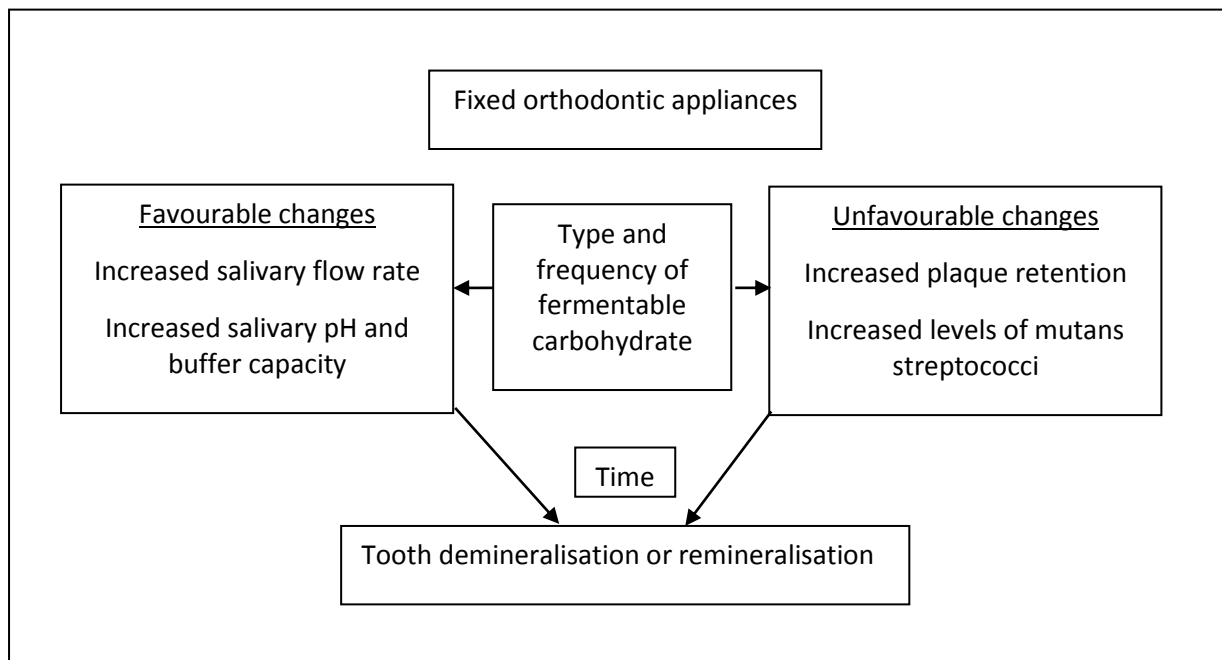 Fixed orthodontic appliances
Favourable changes
Increased salivary flow rate
Increased salivary pH and
buffer capacity
Type and
frequency of
fermentable
carbohydrate
Unfavourable changes
Increased plaque retention
Increased levels of mutans
streptococci
Time
Tooth demineralisation or remineralisation